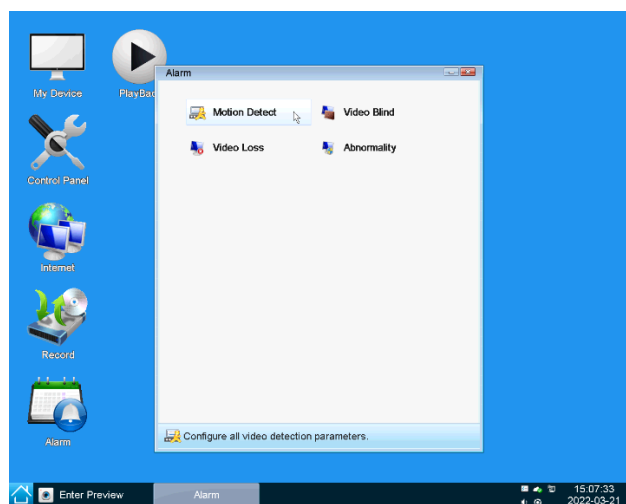 My Device
PlayBac
Alarm
Motion Detect
Video Blind
Video Loss
Abnormality
Control Panel
Internet
Record
Alarm
Configure all video detection parameters.
Enter Preview
Alarm
15:07:33
2022-03-21